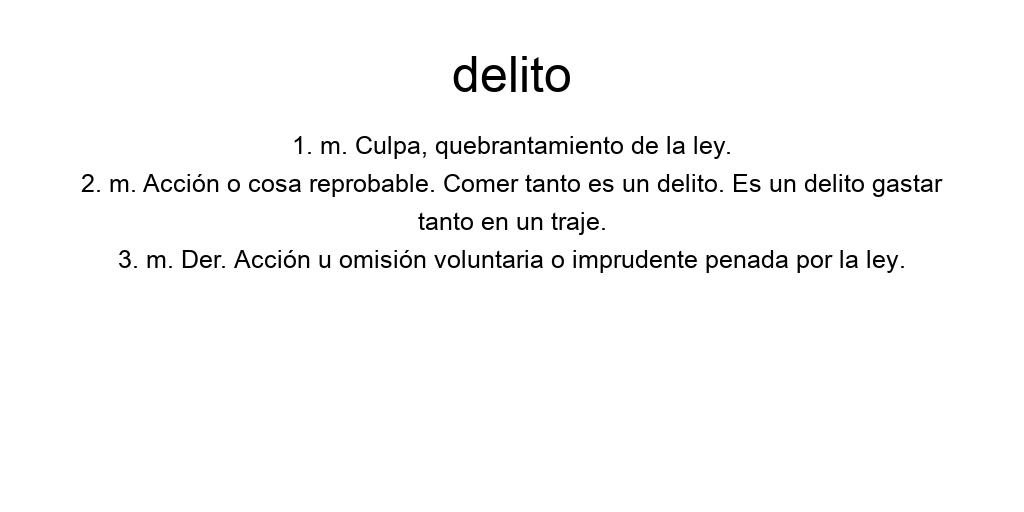 delito
1. m. Culpa, quebrantamiento de la ley.
2. m. Acción o cosa reprobable. Comer tanto es un delito. Es un delito gastar
tanto en un traje.
3. m. Der. Acción u omisión voluntaria o imprudente penada por la ley.